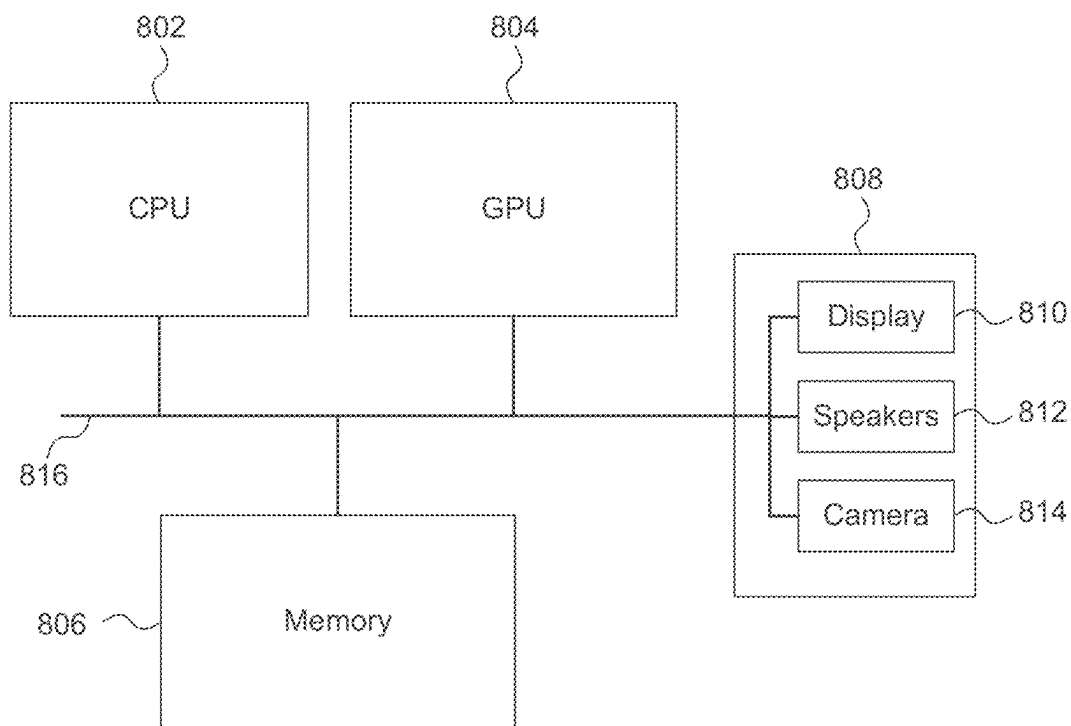 802
804
CPU
GPU
808
Display
810
Speakers
812
Camera
814
816
806
Memory